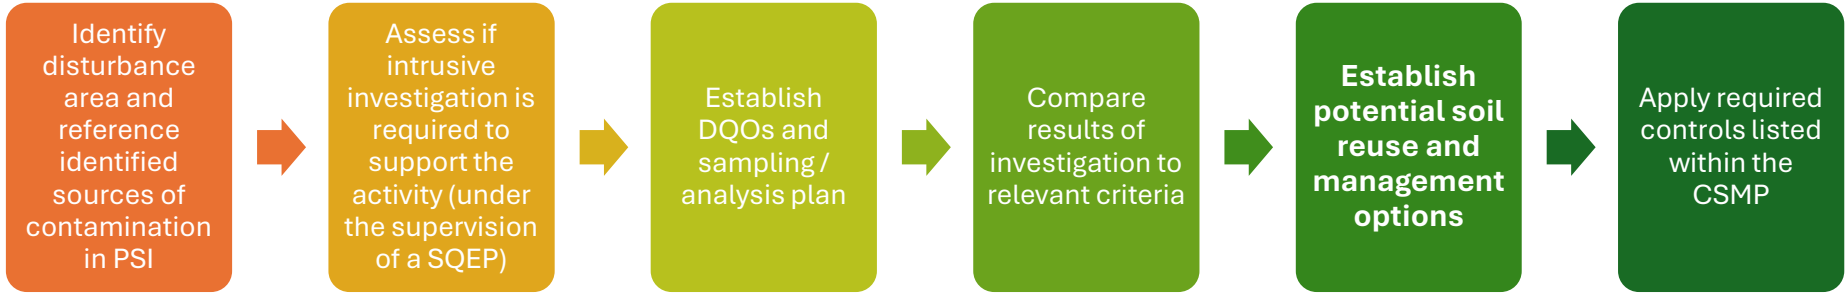 Identify
disturbance
area and
reference
identified
sources of
contamination
in PSI
Assess if
intrusive
investigation is
required to
support the
activity (under
the supervision
of a SQEP)
Establish
DQOs and
sampling /
analysis plan
Compare
results of
investigation to
relevant criteria
Establish
potential soil
reuse and
management
options
Apply required
controls listed
within the
CSMP